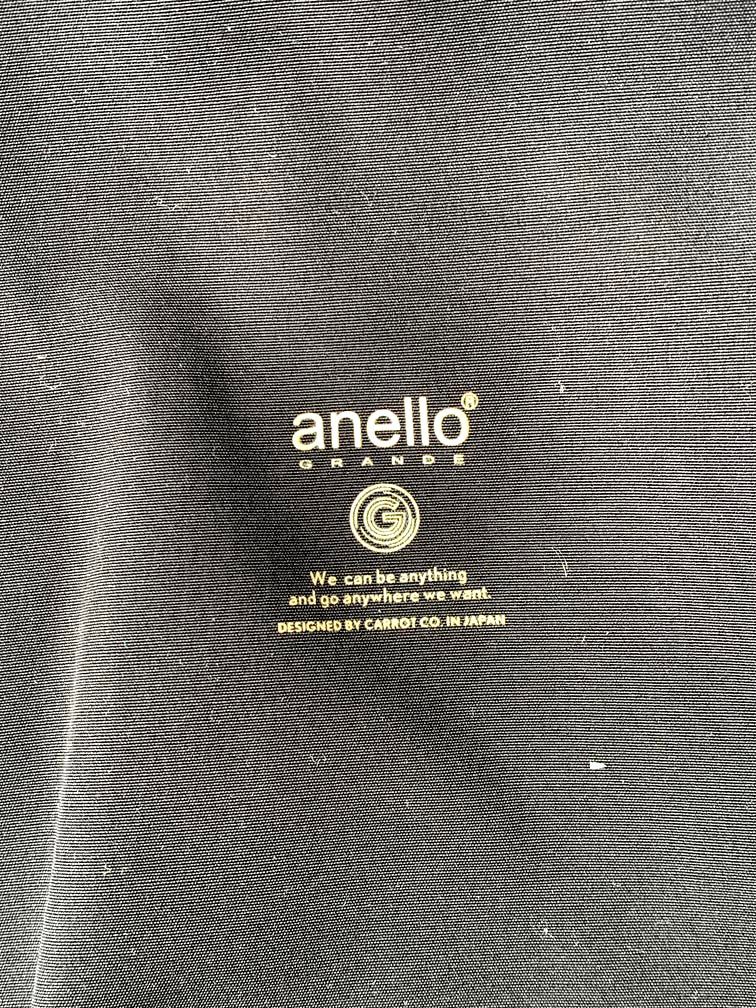 anello®
GRANDE
G
We can be anything
and go anywhere we want.
DESIGNED BY CARROT CO. IN JAPAN